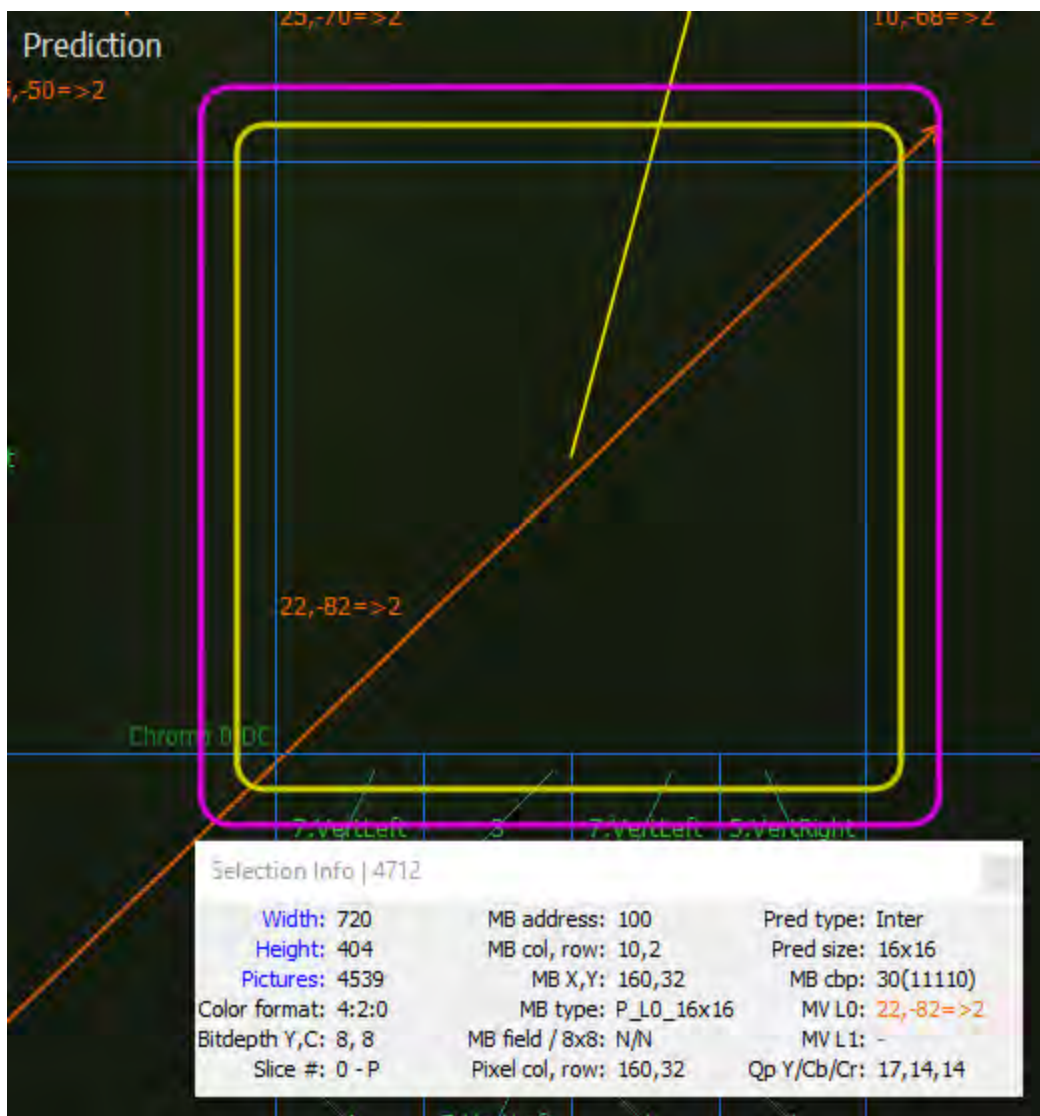 25,-70=>2
10,-68=>2
Prediction
,-50=>2
t
22,-82=>2
Chroma 0:DC
7:VertLeft
3
7:VertLeft
5:VertRight
Selection Info | 4712
Width: 720 MB address: 100 Pred type: Inter
Height: 404 MB col, row: 10,2 Pred size: 16x16
Pictures: 4539 MB X,Y: 160,32 MB cbp: 30(11110)
Color format: 4:2:0 MB type: P_L0_16x16 MV L0: 22,-82=>2
Bitdepth Y,C: 8, 8 MB field / 8x8: N/N MV L1: -
Slice #: 0 - P Pixel col, row: 160,32 Qp Y/Cb/Cr: 17,14,14